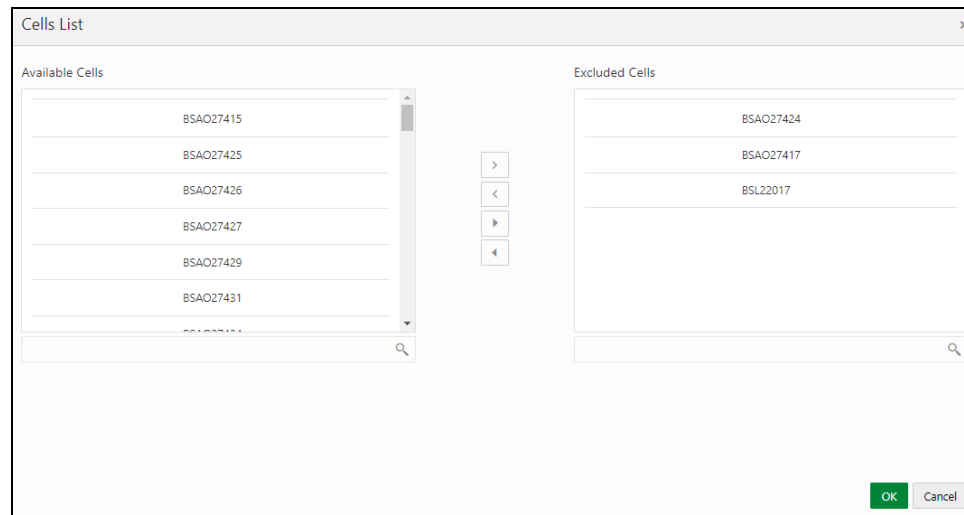 Cells List
Available Cells
Excluded Cells
BSAO27415
BSAO27425
BSAO27426
BSAO27427
BSAO27429
BSAO27431
BSAO27424
BSAO27417
BSL22017
OK
Cancel